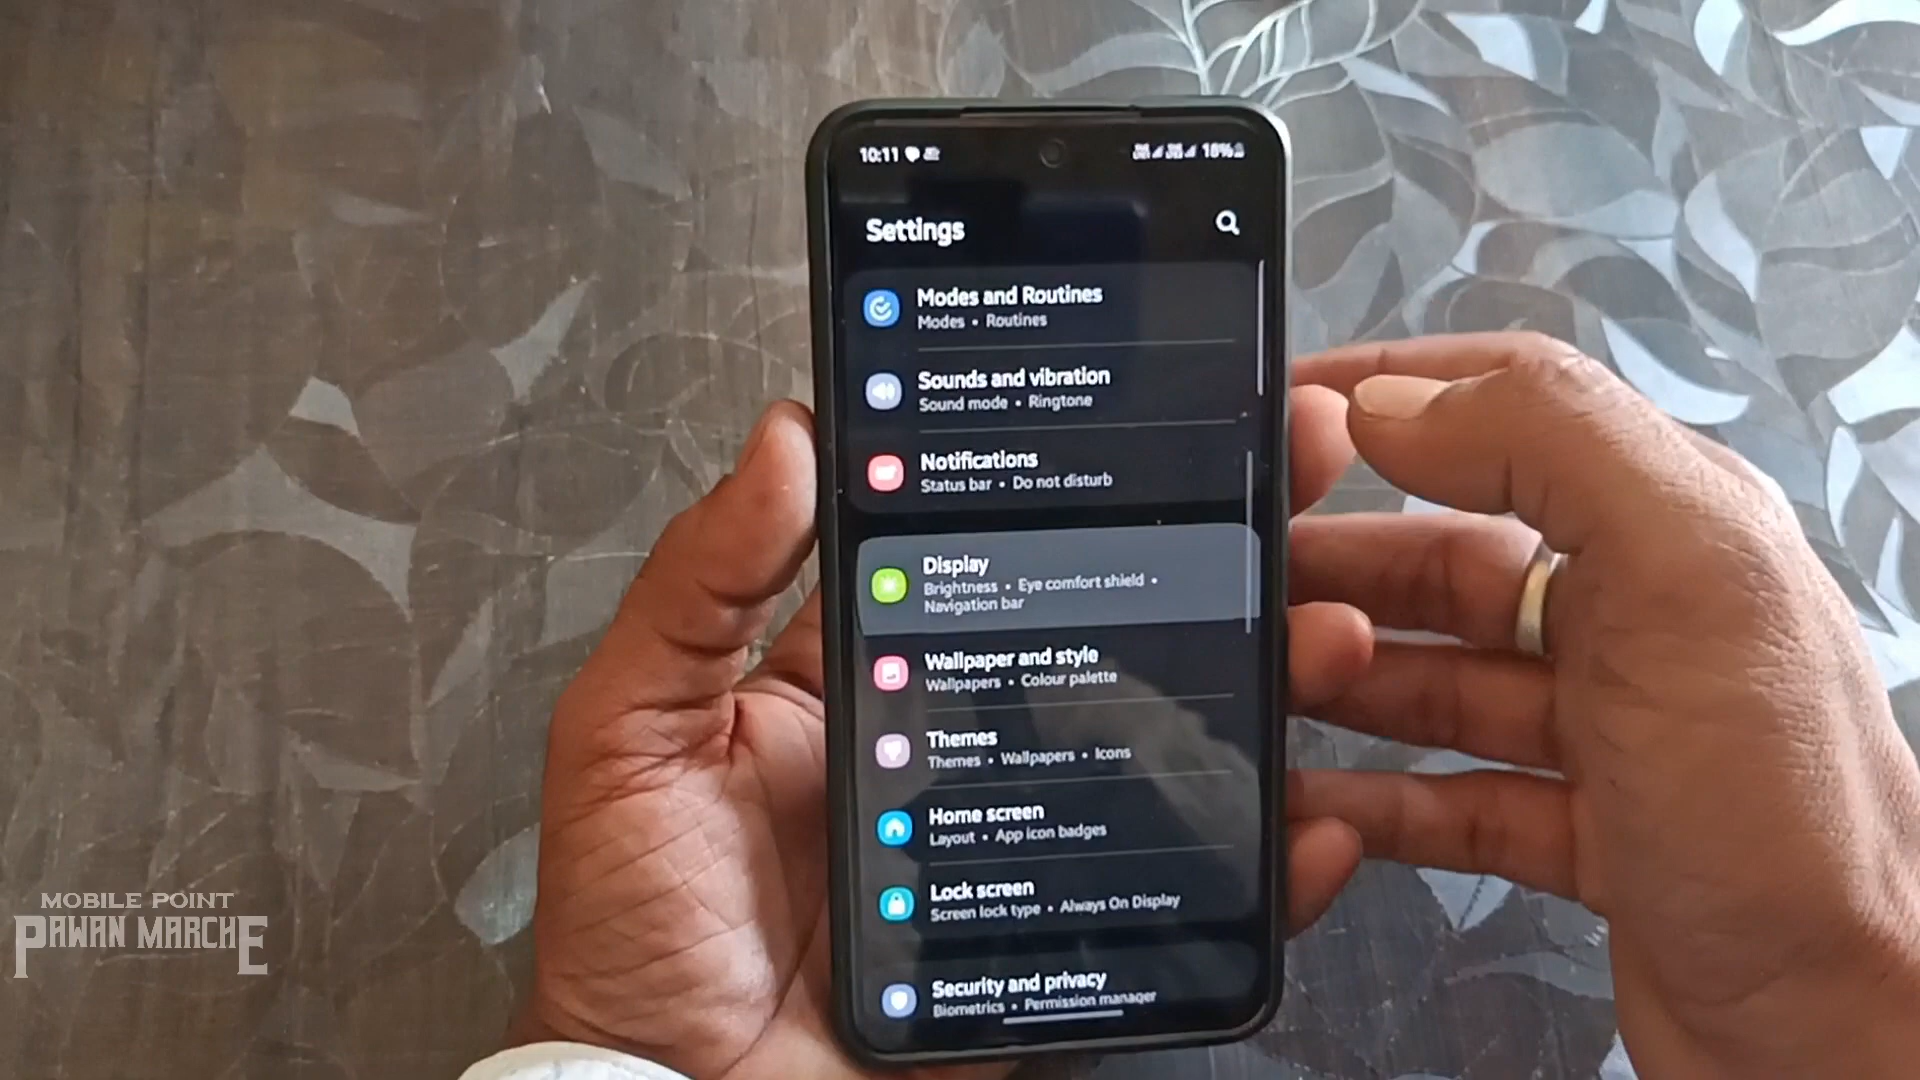 10:11
18%
Settings
Modes and Routines
Modes • Routines
Sounds and vibration
Sound mode • Ringtone
Notifications
Status bar • Do not disturb
Display
Brightness • Eye comfort shield •
Navigation bar
Wallpaper and style
Wallpapers • Colour palette
Themes
Themes • Wallpapers • Icons
Home screen
Layout • App icon badges
Lock screen
Screen lock type • Always On Display
Security and privacy
Biometrics • Permission manager
MOBILE POINT
PAWAN MARCHE